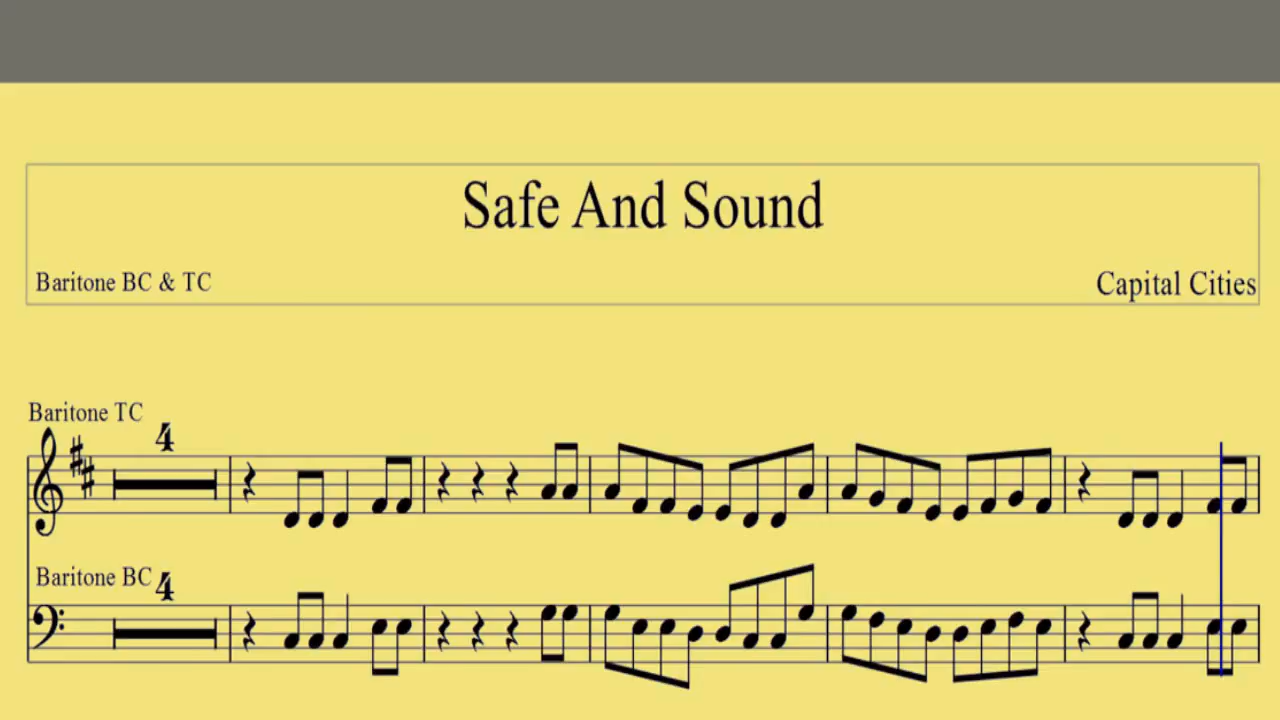 Safe And Sound
Baritone BC & TC
Capital Cities
Baritone TC
4
Baritone BC
4